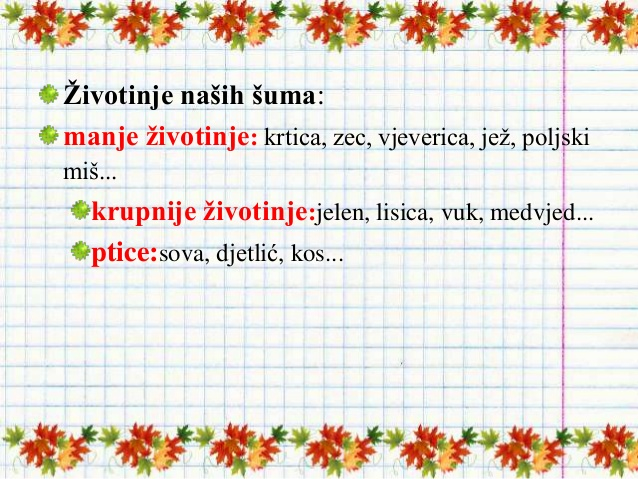 Životinje naših šuma:
manje životinje: krtica, zec, vjeverica, jež, poljski
miš...
krupnije životinje:jelen, lisica, vuk, medvjed...
ptice:sova, djetlić, kos...